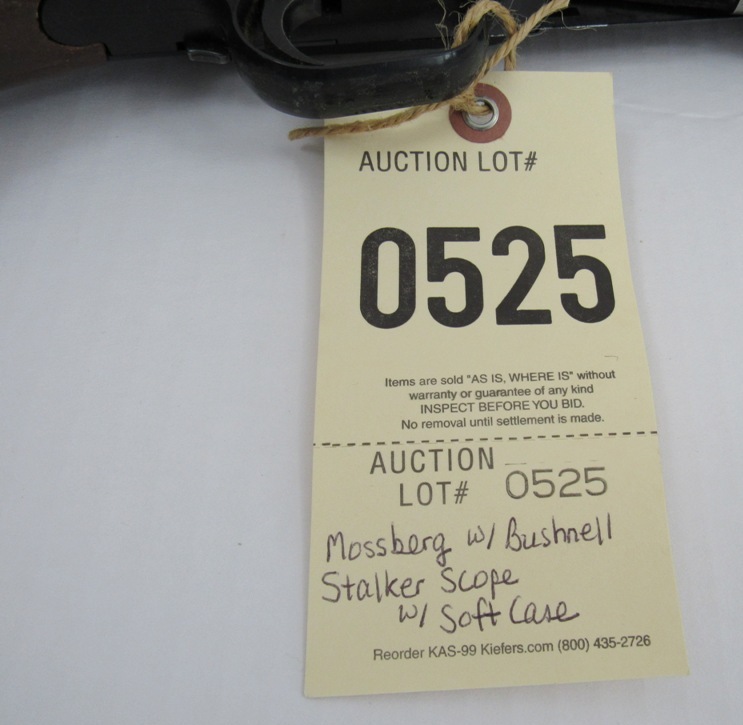 AUCTION LOT#
0525
Items are sold "AS IS, WHERE IS" without
warranty or guarantee of any kind
INSPECT BEFORE YOU BID.
No removal until settlement is made.
AUCTION
LOT# 0525
Mossberg w/ Bushnell
Stalker Scope
w/ Soft Case
Reorder KAS-99 Kiefers.com (800) 435-2726